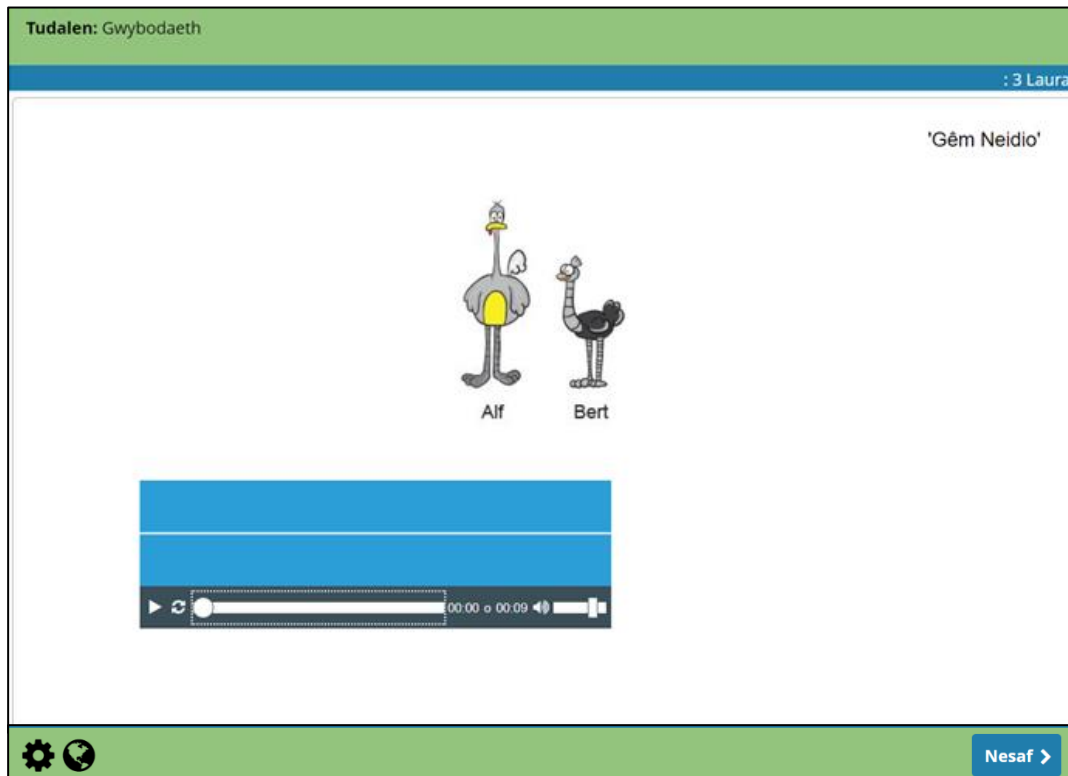 Tudalen: Gwybodaeth
: 3 Laura
'Gêm Neidio'
Alf
Bert
00:00 o 00:09
Nesaf